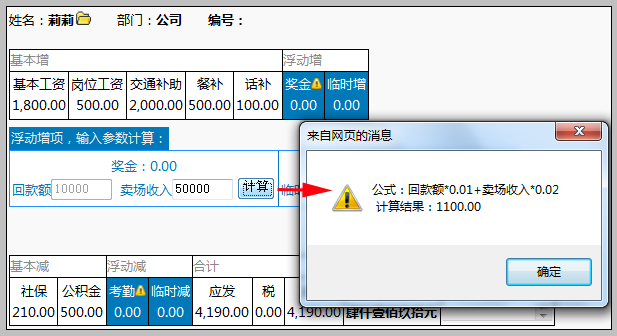 姓名：莉莉 部门：公司 编号：
基本增 浮动增
基本工资 岗位工资 交通补助 餐补 话补 奖金 临时增
1,800.00 500.00 2,000.00 500.00 100.00 0.00 0.00
浮动增项，输入参数计算：
奖金：0.00
回款额 10000 卖场收入 50000 计算 临时
来自网页的消息
公式：回款额*0.01+卖场收入*0.02
计算结果：1100.00
确定
基本减 浮动减 合计
社保 公积金 考勤 临时减 应发 税
210.00 500.00 0.00 0.00 4,190.00 0.00 4,190.00 肆仟壹佰玖拾元